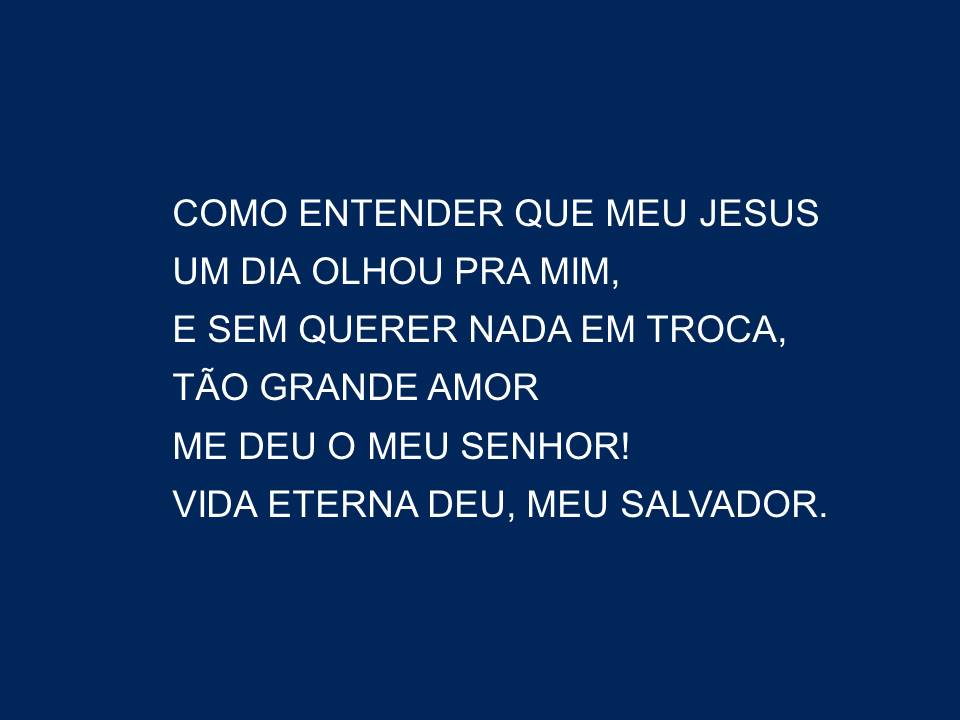 COMO ENTENDER QUE MEU JESUS
UM DIA OLHOU PRA MIM,
E SEM QUERER NADA EM TROCA,
TÃO GRANDE AMOR
ME DEU O MEU SENHOR!
VIDA ETERNA DEU, MEU SALVADOR.